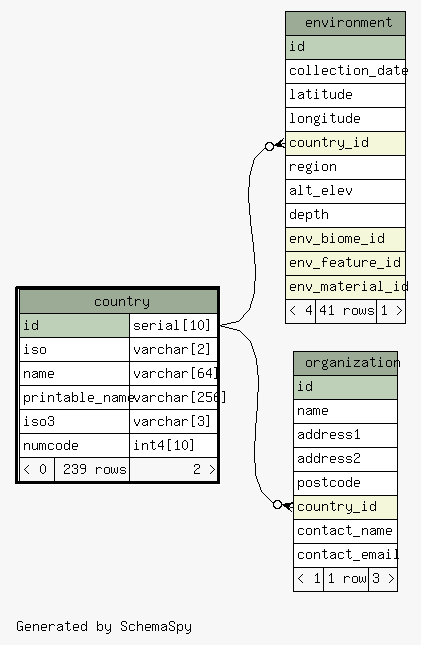 environment
id
collection_date
latitude
longitude
country_id
region
alt_elev
depth
env_biome_id
env_feature_id
env_material_id
< 4 41 rows 1 >
country
id serial[10]
iso varchar[2]
name varchar[64]
printable_name varchar[256]
iso3 varchar[3]
numcode int4[10]
< 0 239 rows 2 >
organization
id
name
address1
address2
postcode
country_id
contact_name
contact_email
< 1 1 row 3 >
Generated by SchemaSpy